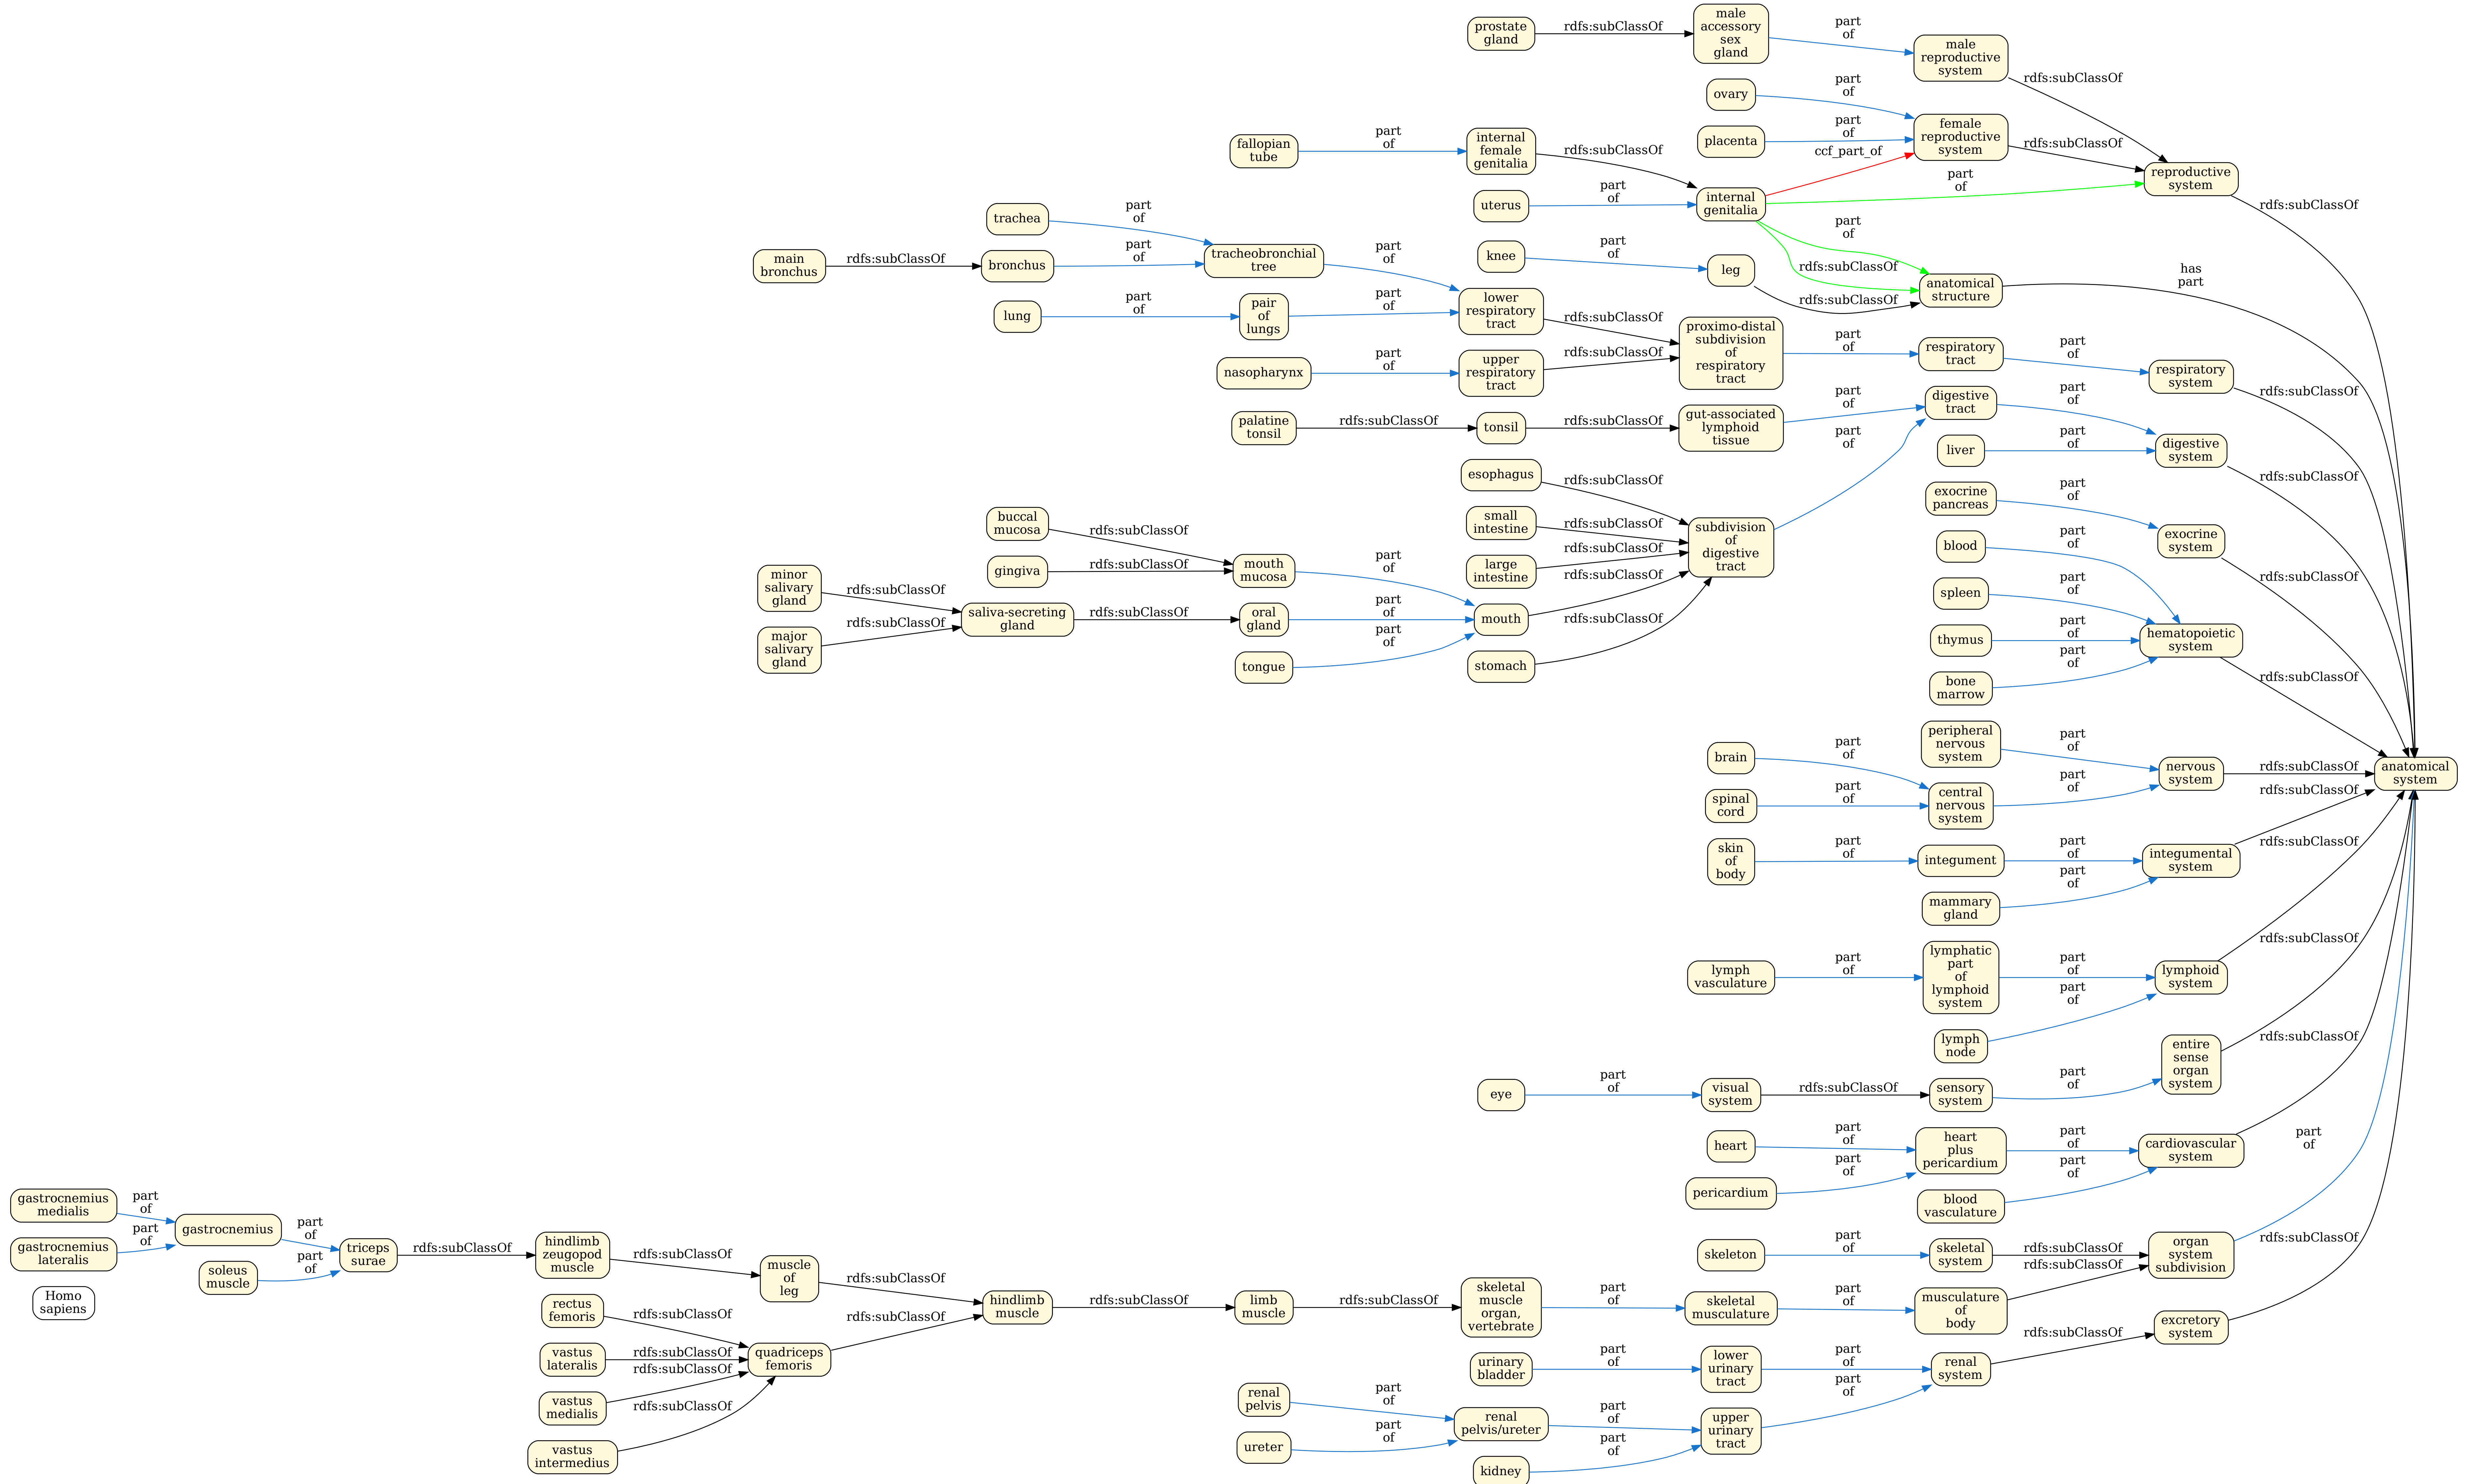 prostate
gland
rdfs:subClassOf
male
accessory
sex
gland
part
of
male
reproductive
system
rdfs:subClassOf
ovary
part
of
placenta
part
of
female
reproductive
system
rdfs:subClassOf
fallopian
tube
part
of
internal
female
genitalia
rdfs:subClassOf
ccf_part_of
reproductive
system
rdfs:subClassOf
uterus
part
of
internal
genitalia
part
of
part
of
rdfs:subClassOf
trachea
part
of
main
bronchus
rdfs:subClassOf
bronchus
part
of
tracheobronchial
tree
part
of
knee
part
of
leg
rdfs:subClassOf
anatomical
structure
has
part
lung
part
of
pair
of
lungs
part
of
lower
respiratory
tract
rdfs:subClassOf
proximo-distal
subdivision
of
respiratory
tract
part
of
respiratory
tract
part
of
respiratory
system
rdfs:subClassOf
nasopharynx
part
of
upper
respiratory
tract
rdfs:subClassOf
palatine
tonsil
rdfs:subClassOf
tonsil
rdfs:subClassOf
gut-associated
lymphoid
tissue
part
of
digestive
tract
part
of
digestive
system
rdfs:subClassOf
part
of
liver
part
of
esophagus
rdfs:subClassOf
small
intestine
rdfs:subClassOf
large
intestine
rdfs:subClassOf
subdivision
of
digestive
tract
exocrine
pancreas
part
of
exocrine
system
rdfs:subClassOf
buccal
mucosa
rdfs:subClassOf
gingiva
rdfs:subClassOf
mouth
mucosa
part
of
rdfs:subClassOf
blood
part
of
minor
salivary
gland
rdfs:subClassOf
major
salivary
gland
rdfs:subClassOf
saliva-secreting
gland
rdfs:subClassOf
oral
gland
part
of
mouth
rdfs:subClassOf
tongue
part
of
stomach
spleen
part
of
thymus
part
of
bone
marrow
part
of
hematopoietic
system
rdfs:subClassOf
brain
part
of
spinal
cord
part
of
peripheral
nervous
system
part
of
central
nervous
system
part
of
nervous
system
rdfs:subClassOf
anatomical
system
rdfs:subClassOf
skin
of
body
part
of
integument
part
of
mammary
gland
part
of
integumental
system
rdfs:subClassOf
lymph
vasculature
part
of
lymphatic
part
of
lymphoid
system
part
of
lymph
node
part
of
lymphoid
system
rdfs:subClassOf
eye
part
of
visual
system
rdfs:subClassOf
sensory
system
part
of
entire
sense
organ
system
rdfs:subClassOf
heart
part
of
pericardium
part
of
heart
plus
pericardium
part
of
blood
vasculature
part
of
cardiovascular
system
part
of
gastrocnemius
medialis
part
of
gastrocnemius
lateralis
part
of
gastrocnemius
part
of
soleus
muscle
part
of
triceps
surae
rdfs:subClassOf
hindlimb
zeugopod
muscle
rdfs:subClassOf
muscle
of
leg
rdfs:subClassOf
Homo
sapiens
skeleton
part
of
skeletal
system
rdfs:subClassOf
organ
system
subdivision
rdfs:subClassOf
rdfs:subClassOf
rectus
femoris
rdfs:subClassOf
vastus
lateralis
rdfs:subClassOf
vastus
medialis
rdfs:subClassOf
vastus
intermedius
rdfs:subClassOf
quadriceps
femoris
rdfs:subClassOf
hindlimb
muscle
rdfs:subClassOf
limb
muscle
rdfs:subClassOf
skeletal
muscle
organ,
vertebrate
part
of
skeletal
musculature
part
of
musculature
of
body
rdfs:subClassOf
excretory
system
urinary
bladder
part
of
lower
urinary
tract
part
of
renal
system
renal
pelvis
part
of
ureter
part
of
renal
pelvis/ureter
part
of
kidney
part
of
upper
urinary
tract
part
of